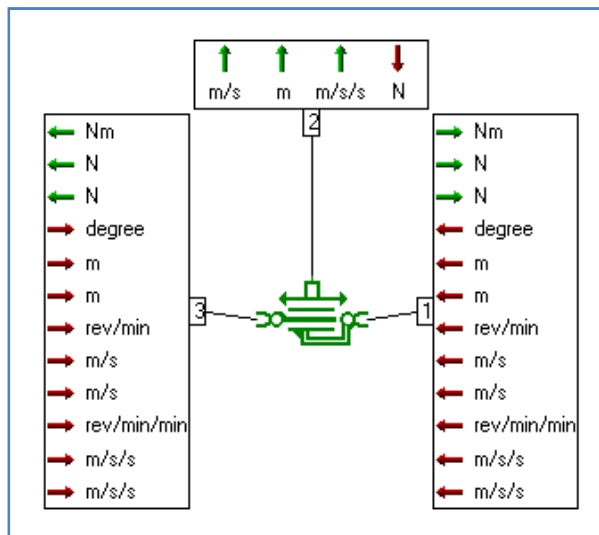 m/s m m/s/s N
2
Nm
N
N
degree
m
m
rev/min
m/s
m/s
rev/min/min
m/s/s
m/s/s
3
1
Nm
N
N
degree
m
m
rev/min
m/s
m/s
rev/min/min
m/s/s
m/s/s